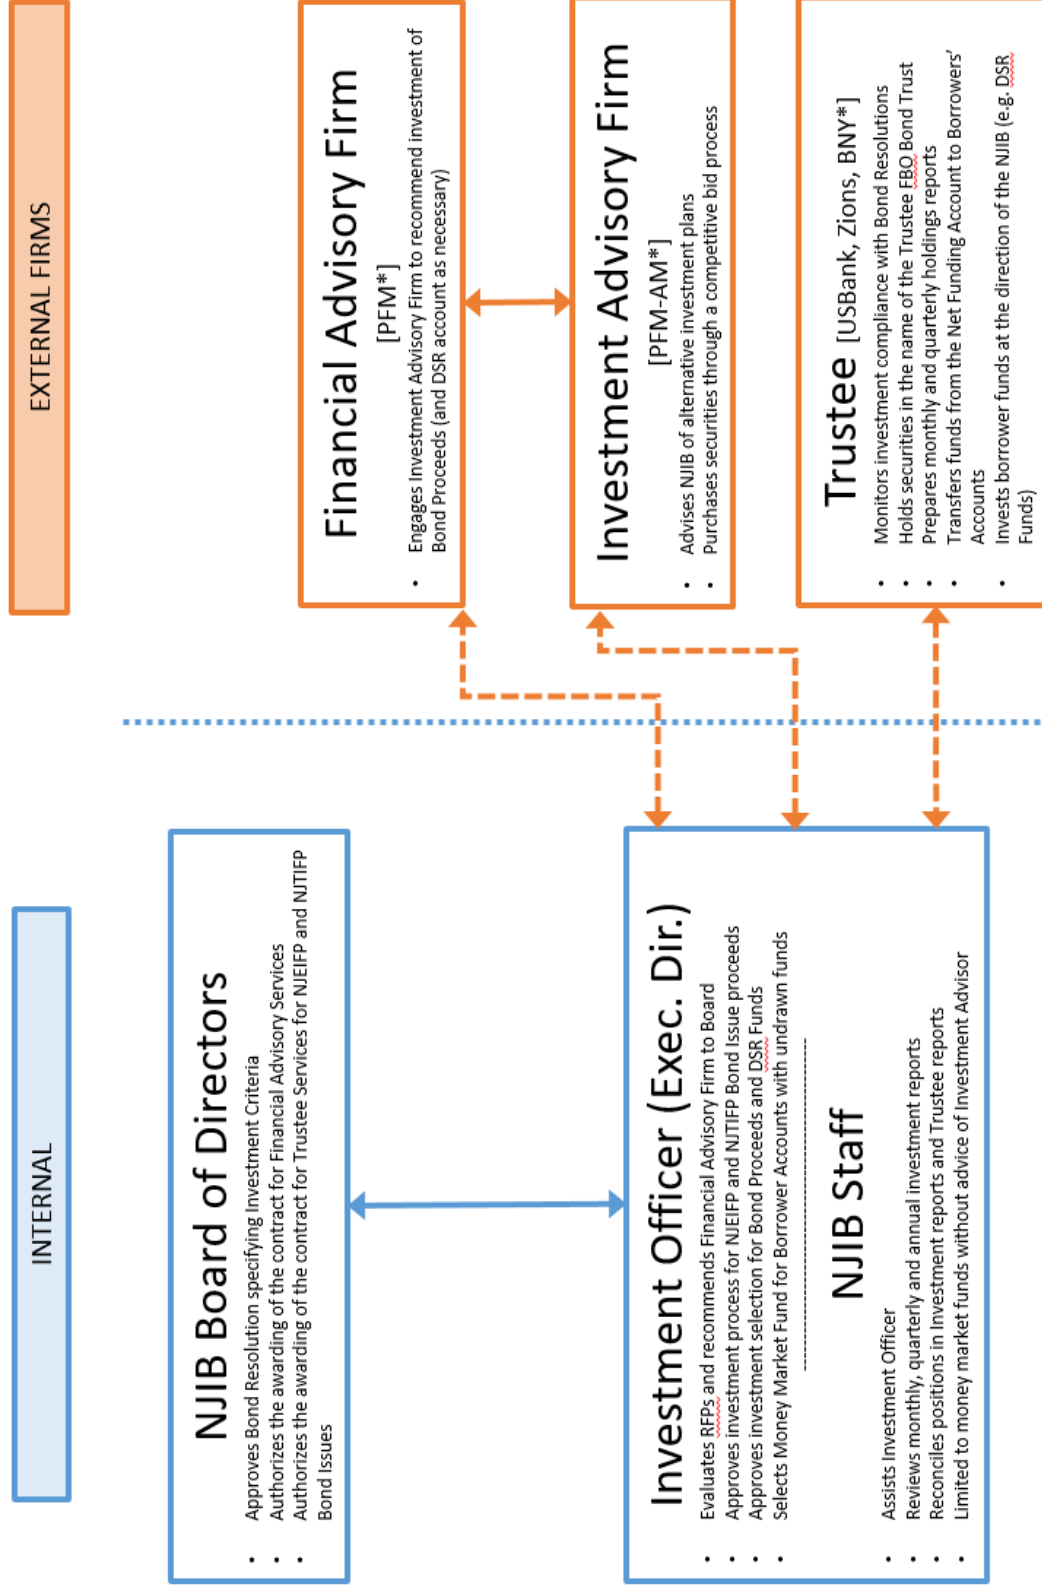 INTERNAL
EXTERNAL FIRMS
NJIB Board of Directors
• Approves Bond Resolution specifying Investment Criteria
• Authorizes the awarding of the contract for Financial Advisory Services
• Authorizes the awarding of the contract for Trustee Services for NJEIFP and NJTIFP
Bond Issues
Investment Officer (Exec. Dir.)
• Evaluates RFPs and recommends Financial Advisory Firm to Board
• Approves investment process for NJEIFP and NJTIFP Bond Issue proceeds
• Approves investment selection for Bond Proceeds and DSR Funds
• Selects Money Market Fund for Borrower Accounts with undrawn funds
NJIB Staff
• Assists Investment Officer
• Reviews monthly, quarterly and annual investment reports
• Reconciles positions in Investment reports and Trustee reports
• Limited to money market funds without advice of Investment Advisor
Financial Advisory Firm
[PFM*]
• Engages Investment Advisory Firm to recommend investment of
Bond Proceeds (and DSR account as necessary)
Investment Advisory Firm
[PFM-AM*]
• Advises NJIB of alternative investment plans
• Purchases securities through a competitive bid process
Trustee [USBank, Zions, BNY*]
• Monitors investment compliance with Bond Resolutions
• Holds securities in the name of the Trustee FBO Bond Trust
• Prepares monthly and quarterly holdings reports
• Transfers funds from the Net Funding Account to Borrowers'
Accounts
• Invests borrower funds at the direction of the NJIB (e.g. DSR
Funds)